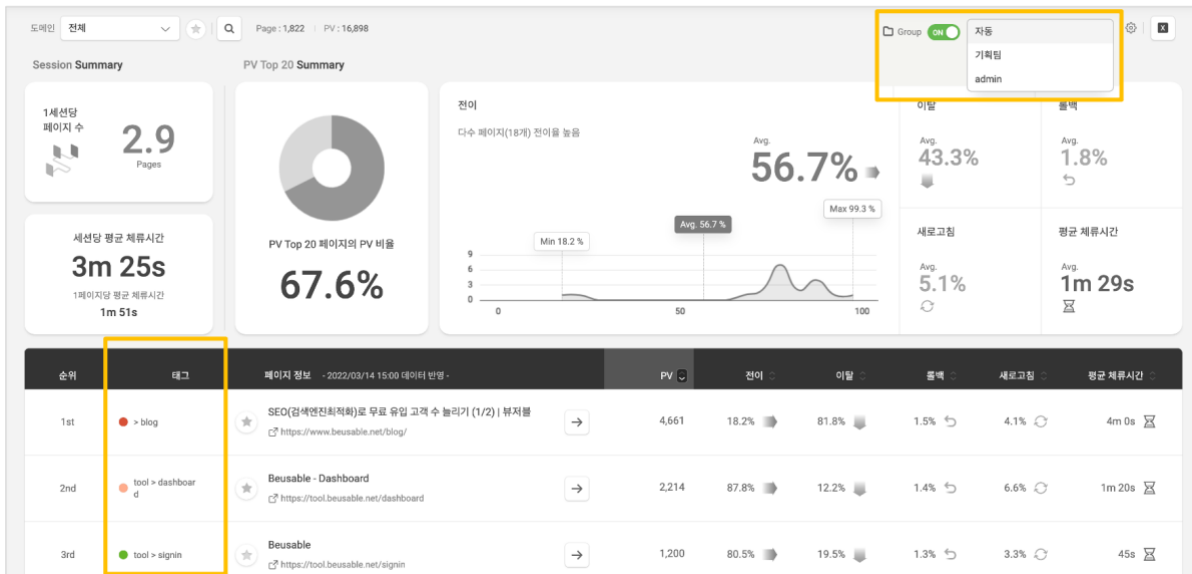 도메인 전체 Page : 1,822 PV : 16,898 Group ON 자동
기획팀
admin
X
Session Summary
PV Top 20 Summary
1세션당
페이지 수
2.9
Pages
세션당 평균 체류시간
3m 25s
1페이지당 평균 체류시간
1m 51s
PV Top 20 페이지의 PV 비율
67.6%
전이
다수 페이지(18개) 전이율 높음
Avg.
56.7%
Max 99.3 %
Avg. 56.7 %
Min 18.2 %
9
6
3
0
0 50 100
이탈
Avg.
43.3%
롤백
Avg.
1.8%
새로고침
Avg.
5.1%
평균 체류시간
Avg.
1m 29s
순위 태그 페이지 정보 - 2022/03/14 15:00 데이터 반영 - PV 전이 이탈 롤백 새로고침 평균 체류시간
1st > blog SEO(검색엔진최적화)로 무료 유입 고객 수 늘리기 (1/2) | 뷰저블 4,661 18.2% 81.8% 1.5% 4.1% 4m 0s
https://www.beusable.net/blog/
2nd tool > dashboar
d
Beusable - Dashboard 2,214 87.8% 12.2% 1.4% 6.6% 1m 20s
https://tool.beusable.net/dashboard
3rd tool > signin Beusable 1,200 80.5% 19.5% 1.3% 3.3% 45s
https://tool.beusable.net/signin